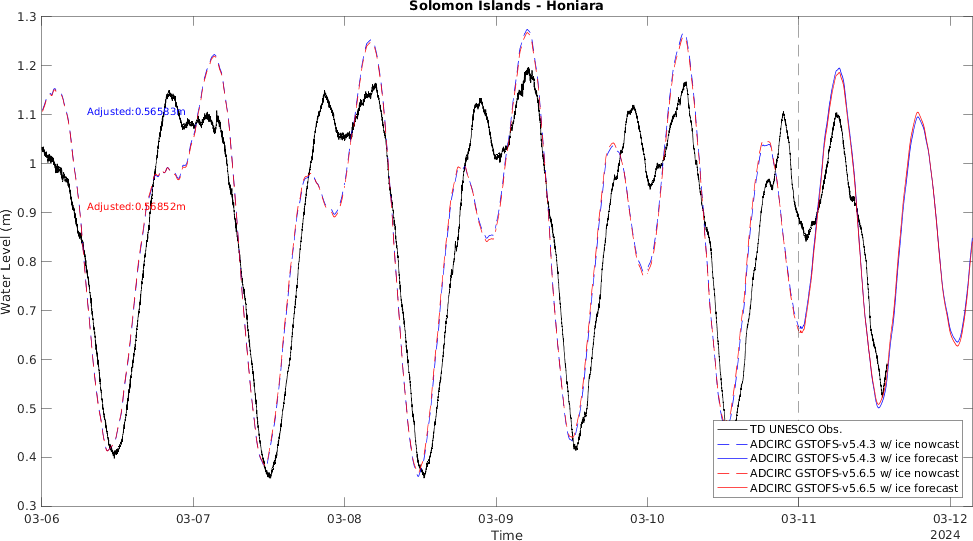 Solomon Islands - Honiara
1.3
1.2
1.1
1
0.9
0.8
0.7
0.6
0.5
0.4
0.3
Water Level (m)
Adjusted:0.56533m
Adjusted:0.56852m
TD UNESCO Obs.
ADCIRC GSTOFS-v5.4.3 w/ ice nowcast
ADCIRC GSTOFS-v5.4.3 w/ ice forecast
ADCIRC GSTOFS-v5.6.5 w/ ice nowcast
ADCIRC GSTOFS-v5.6.5 w/ ice forecast
03-06 03-07 03-08 03-09 03-10 03-11 03-12
Time
2024